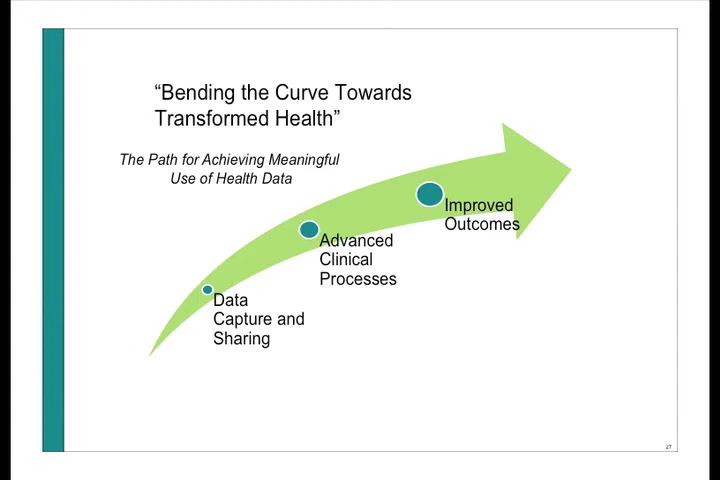 “Bending the Curve Towards
Transformed Health”
The Path for Achieving Meaningful
Use of Health Data
Improved
Outcomes
Advanced
Clinical
Processes
Data
Capture and
Sharing
27